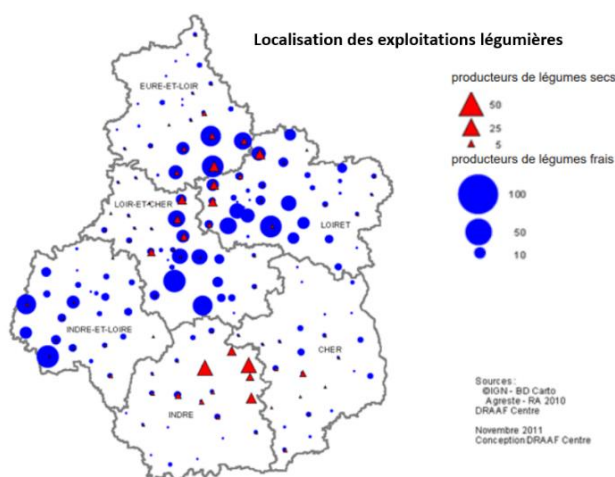 Localisation des exploitations légumières
producteurs de légumes secs
50
25
5
producteurs de légumes frais
100
50
10
EURE-ET-LOIR
LOIR-ET-CHER
LOIRET
INDRE-ET-LOIRE
CHER
INDRE
Sources :
©IGN - BD Carto
Agreste - RA 2010
DRAAF Centre
Novembre 2011
Conception DRAAF Centre